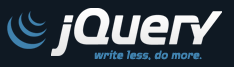 jQuery
write less, do more.